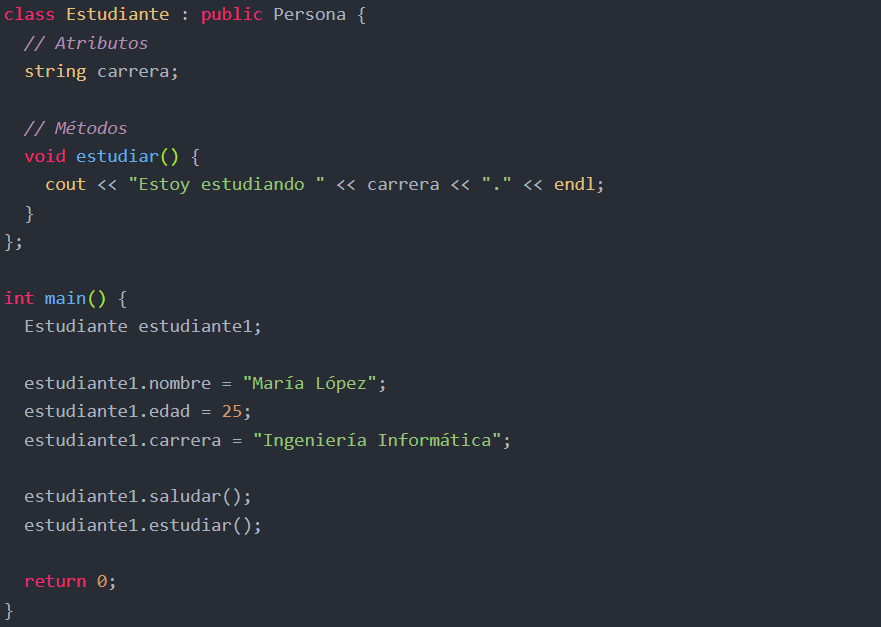 class Estudiante : public Persona {
  // Atributos
  string carrera;

  // Métodos
  void estudiar() {
    cout << "Estoy estudiando " << carrera << "." << endl;
  }
};

int main() {
  Estudiante estudiante1;

  estudiante1.nombre = "María López";
  estudiante1.edad = 25;
  estudiante1.carrera = "Ingeniería Informática";

  estudiante1.saludar();
  estudiante1.estudiar();

  return 0;
}